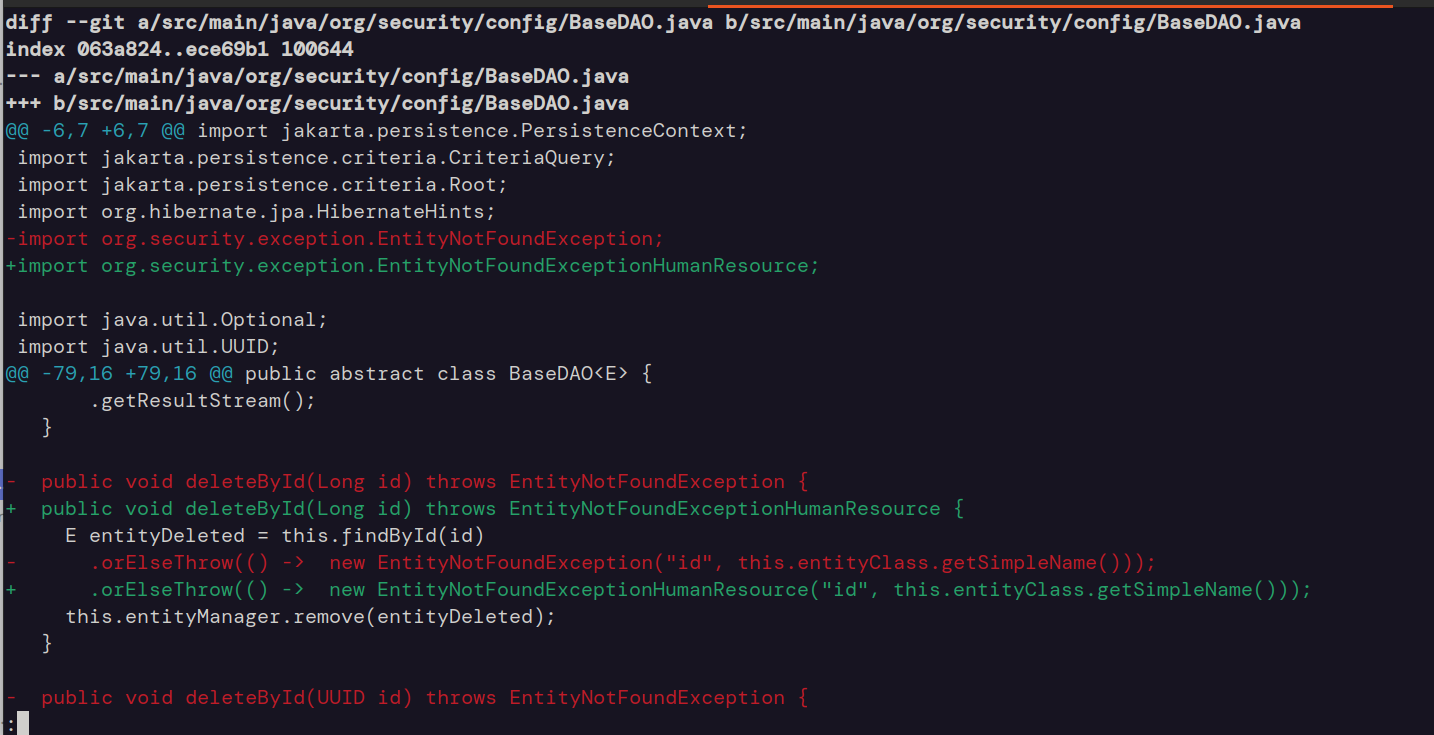 diff --git a/src/main/java/org/security/config/BaseDAO.java b/src/main/java/org/security/config/BaseDAO.java
index 063a824..ece69b1 100644
--- a/src/main/java/org/security/config/BaseDAO.java
+++ b/src/main/java/org/security/config/BaseDAO.java
@@ -6,7 +6,7 @@ import jakarta.persistence.PersistenceContext;
 import jakarta.persistence.criteria.CriteriaQuery;
 import jakarta.persistence.criteria.Root;
 import org.hibernate.jpa.HibernateHints;
-import org.security.exception.EntityNotFoundException;
+import org.security.exception.EntityNotFoundExceptionHumanResource;
 import java.util.Optional;
 import java.util.UUID;
@@ -79,16 +79,16 @@ public abstract class BaseDAO<E> {
       .getResultStream();
   }
-  public void deleteById(Long id) throws EntityNotFoundException {
+  public void deleteById(Long id) throws EntityNotFoundExceptionHumanResource {
     E entityDeleted = this.findById(id)
-      .orElseThrow(() ->  new EntityNotFoundException("id", this.entityClass.getSimpleName()));
+      .orElseThrow(() ->  new EntityNotFoundExceptionHumanResource("id", this.entityClass.getSimpleName()));
     this.entityManager.remove(entityDeleted);
   }
-  public void deleteById(UUID id) throws EntityNotFoundException {
: